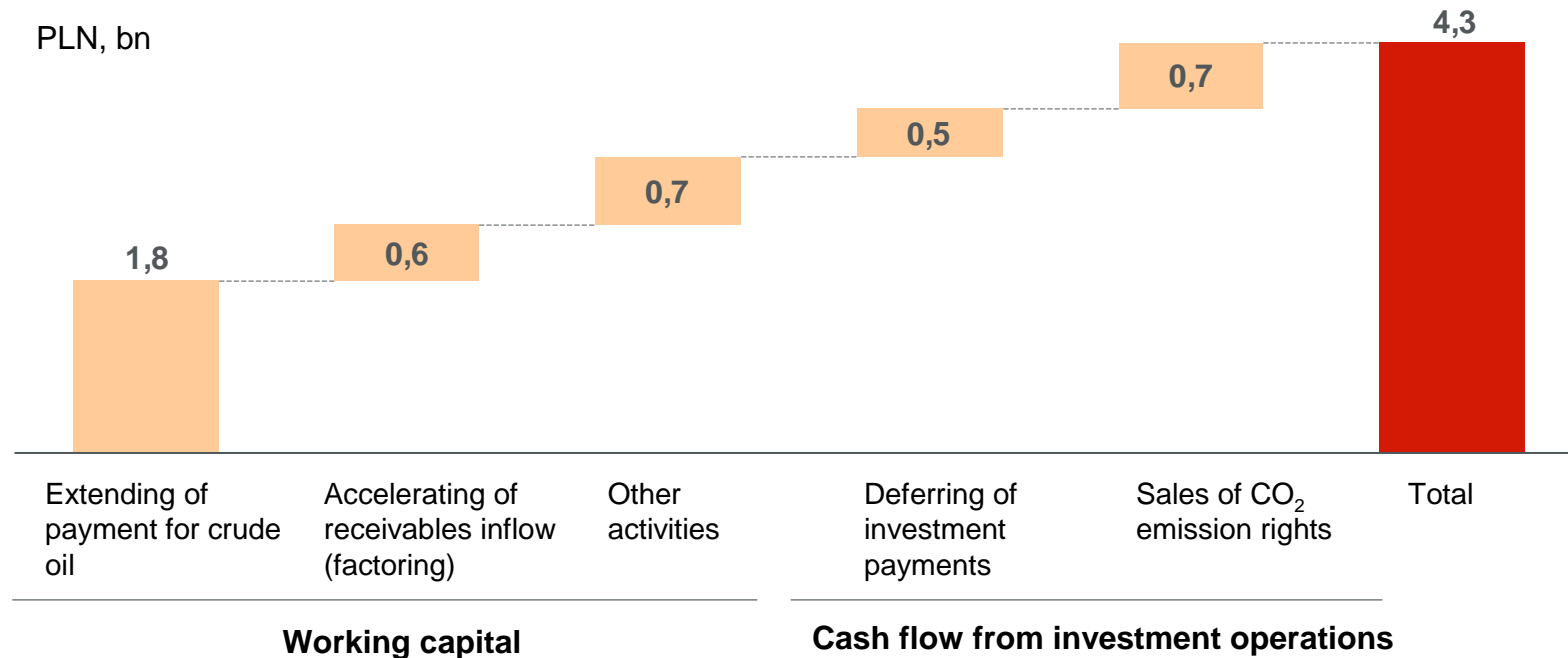 PLN, bn
1,8
0,6
0,7
0,5
0,7
4,3
Extending of
payment for crude
oil
Accelerating of
receivables inflow
(factoring)
Other
activities
Deferring of
investment
payments
Sales of CO₂
emission rights
Total
Working capital
Cash flow from investment operations